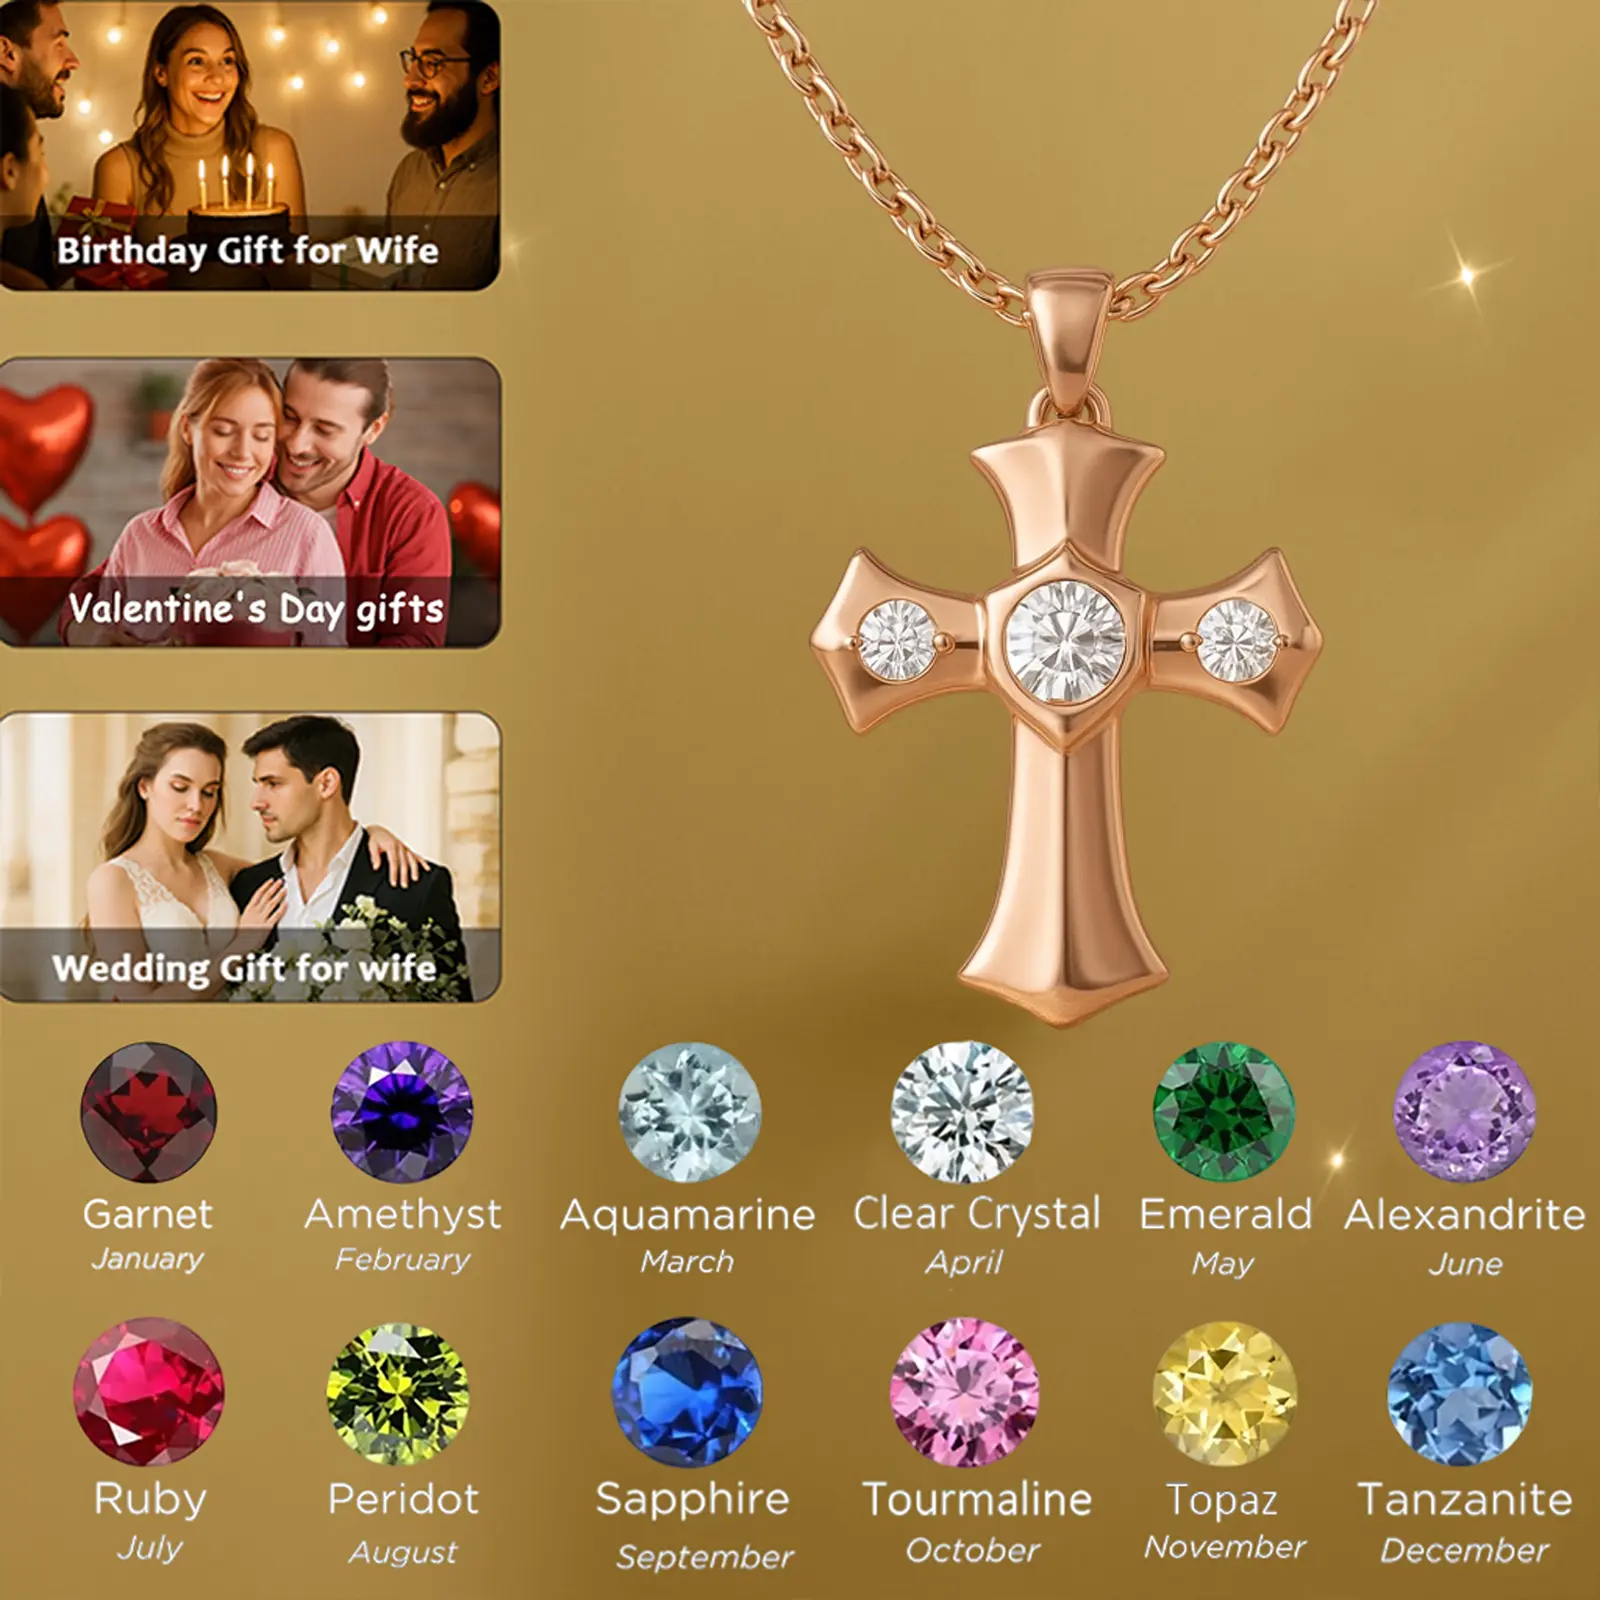 Birthday Gift for Wife
Valentine's Day gifts
Wedding Gift for wife
Garnet
January
Amethyst
February
Aquamarine
March
Clear Crystal
April
Emerald
May
Alexandrite
June
Ruby
July
Peridot
August
Sapphire
September
Tourmaline
October
Topaz
November
Tanzanite
December